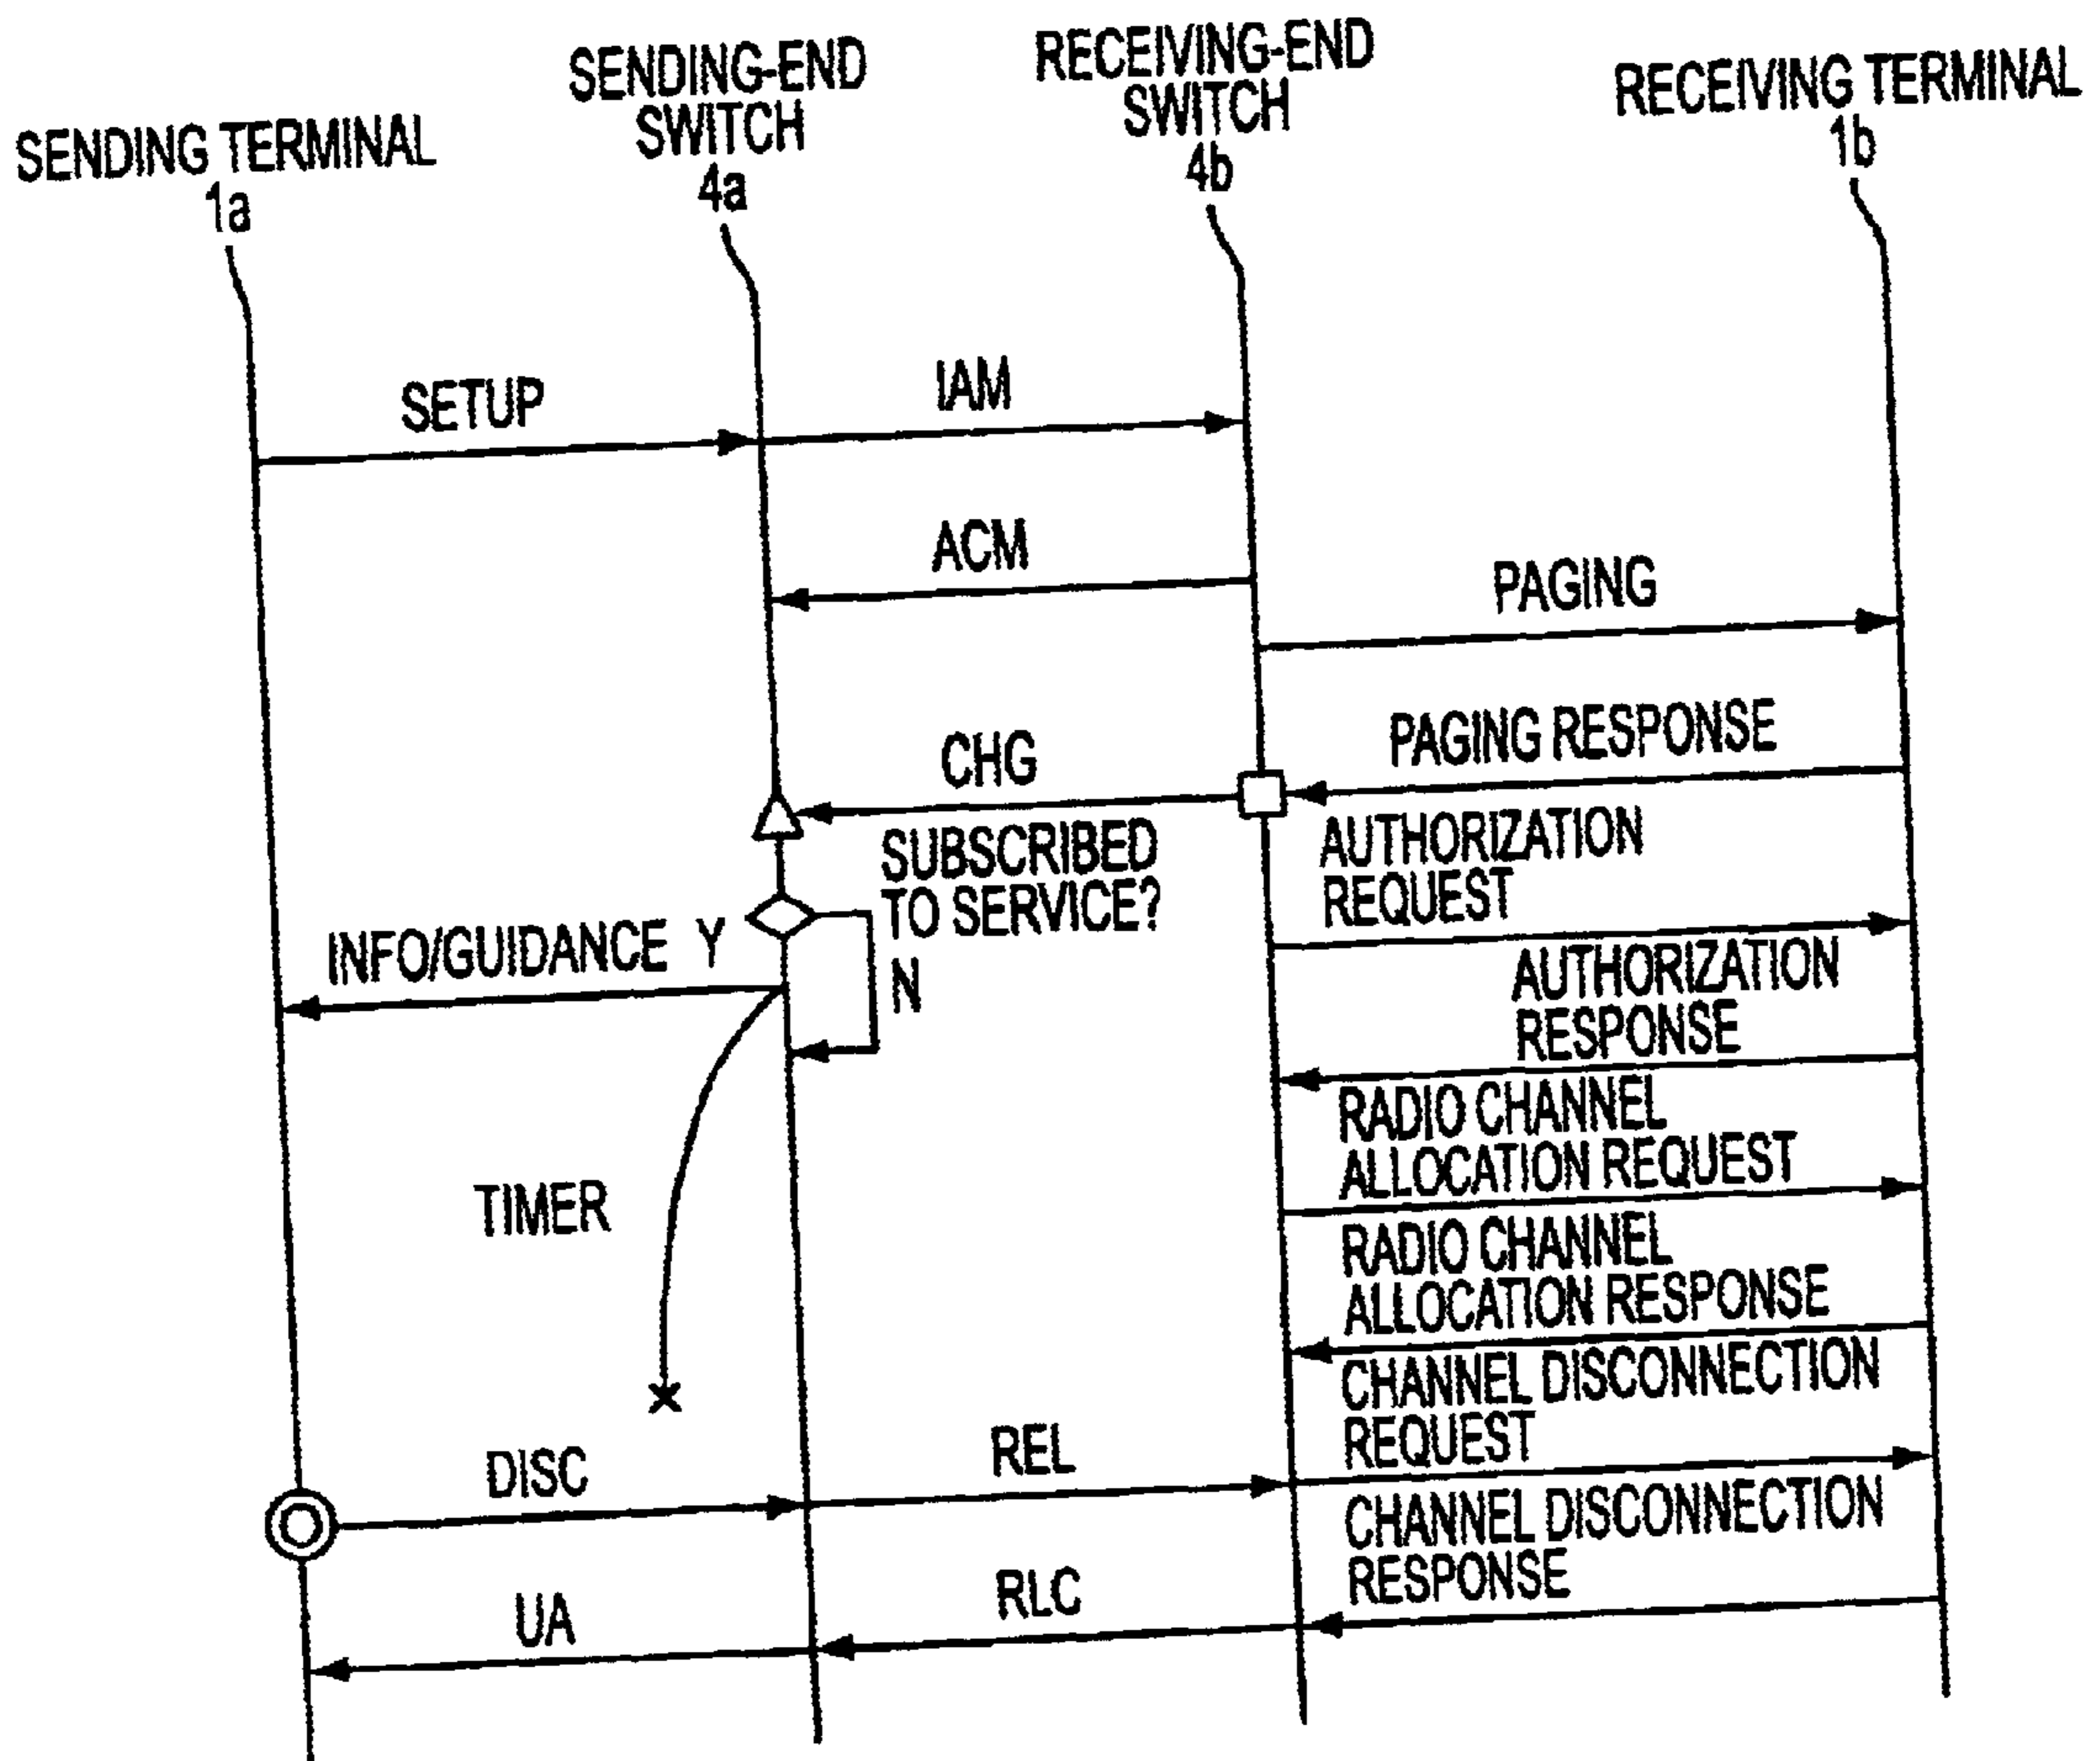 SENDING TERMINAL
1a
SENDING-END
SWITCH
4a
RECEIVING-END
SWITCH
4b
RECEIVING TERMINAL
1b
SETUP
IAM
ACM
PAGING
PAGING RESPONSE
CHG
SUBSCRIBED
TO SERVICE?
AUTHORIZATION
REQUEST
INFO/GUIDANCE Y
N
AUTHORIZATION
RESPONSE
RADIO CHANNEL
ALLOCATION REQUEST
TIMER
RADIO CHANNEL
ALLOCATION RESPONSE
CHANNEL DISCONNECTION
REQUEST
DISC
REL
CHANNEL DISCONNECTION
RESPONSE
UA
RLC